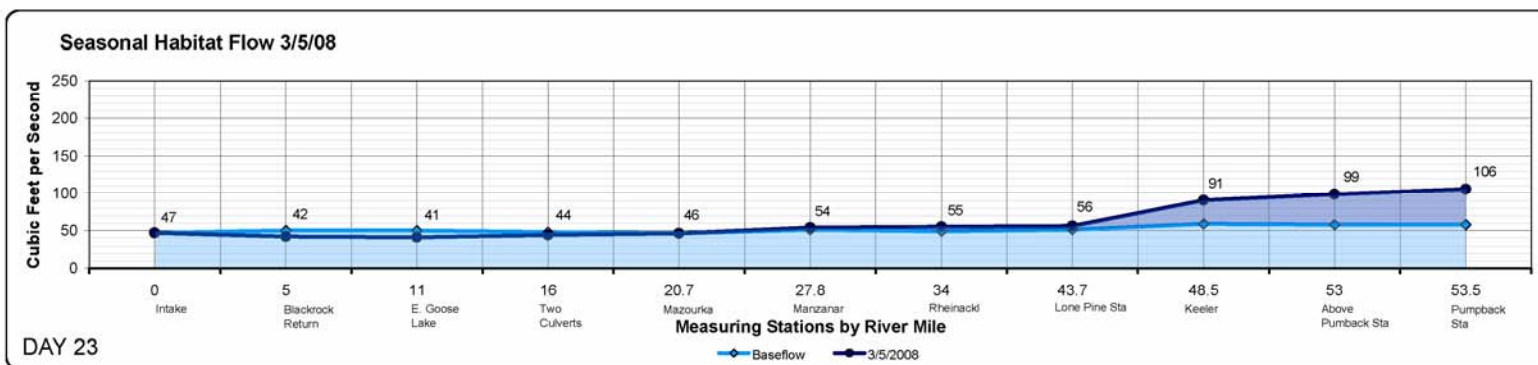 Seasonal Habitat Flow 3/5/08
Cubic Feet per Second
250
200
150
100
50
0
47
42
41
44
46
54
55
56
91
99
106
0
5
11
16
20.7
27.8
34
43.7
48.5
53
53.5
Intake
Blackrock
Return
E. Goose
Lake
Two
Culverts
Mazourka
Manzanar
Rheinackl
Lone Pine Sta
Keeler
Above
Pumback Sta
Pumpback
Sta
Measuring Stations by River Mile
Baseflow
3/5/2008
DAY 23